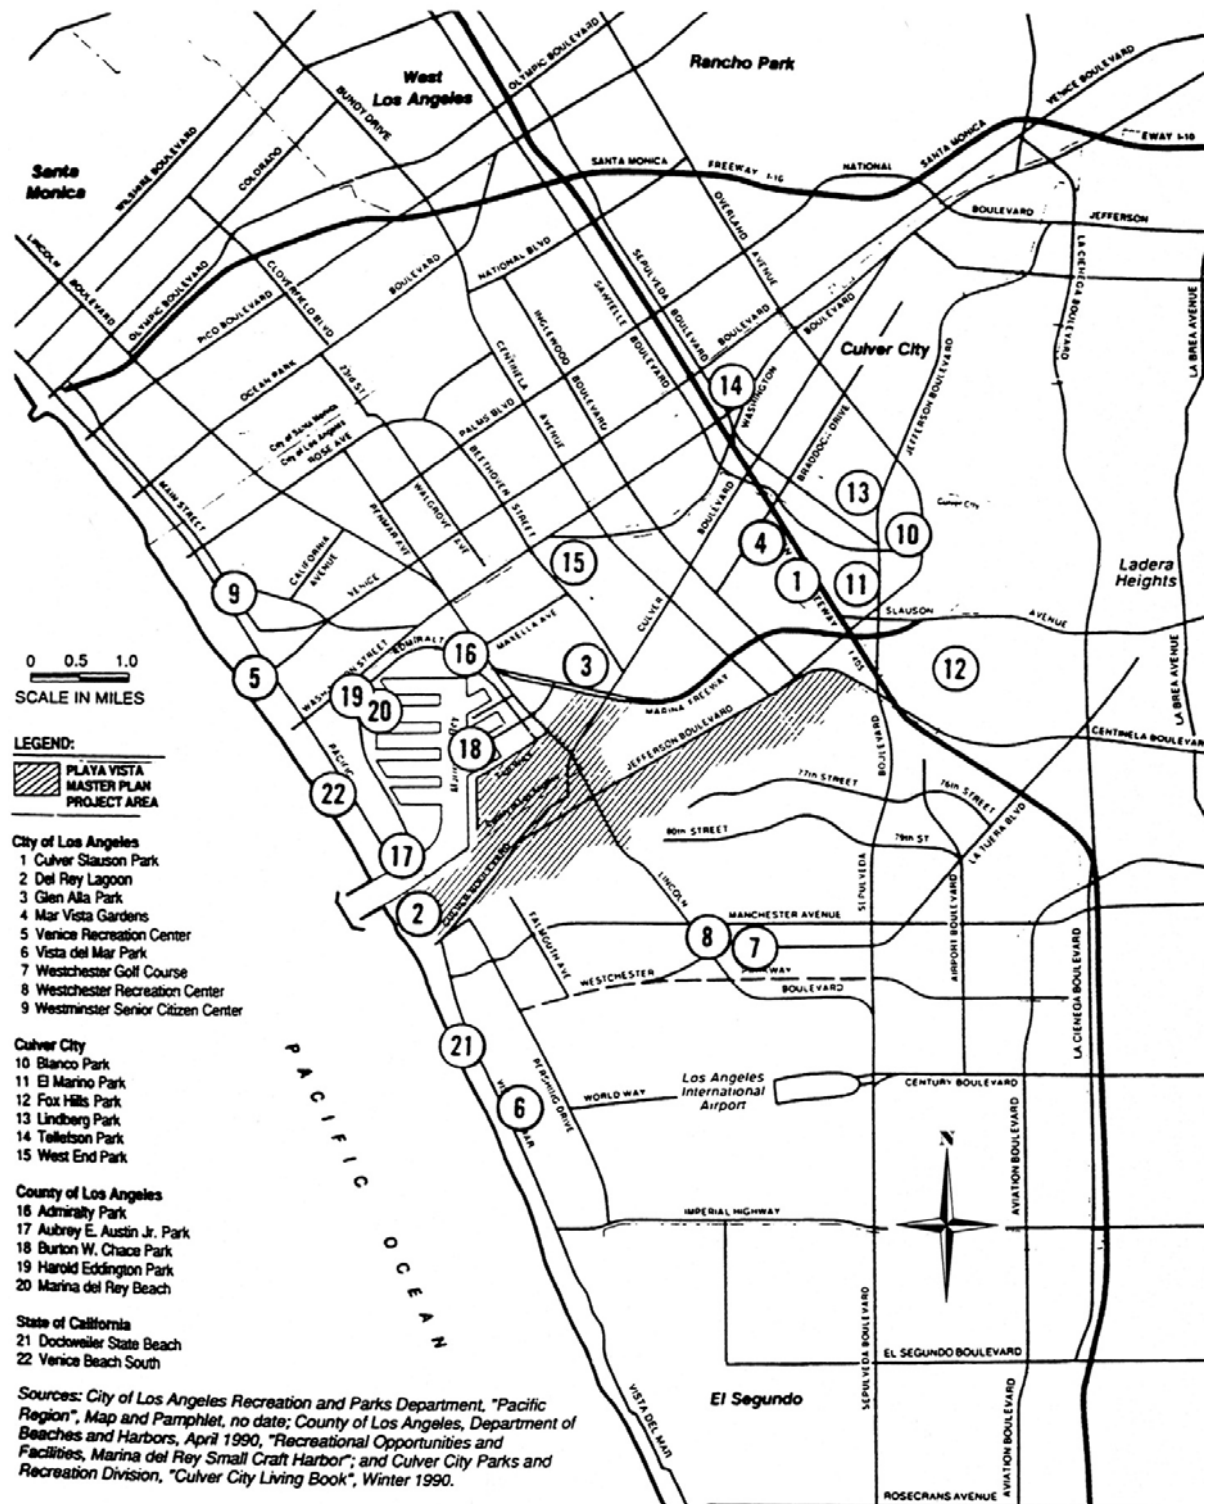 West
Los Angeles
Rancho Park
Santa
Monica
WILSHIRE BOULEVARD
COLORADO
BUNDY DRIVE
OLYMPIC BOULEVARD
VENICE BOULEVARD
SANTA MONICA
FREEWAY I-10
NATIONAL
SANTA MONICA
EWAY I-10
BOULEVARD
JEFFERSON
LINCOLN
BOULEVARD
OLYMPIC BOULEVARD
CLOVERFIELD BLVD
PICO BOULEVARD
BOULEVARD
NATIONAL BLVD
OVERLAND
AVENUE
SEPULVEDA
BOULEVARD
SAWTELLE
BOULEVARD
INGLEWOOD
BOULEVARD
CENTINELA
AVENUE
OCEAN PARK
23rd ST
City of Santa Monica
City of Los Angeles
ROSE AVE
PALMS BLVD
BEETHOVEN STREET
WALGROVE AVE
PENMAR AVE
MAIN STREET
CALIFORNIA
AVENUE
VENICE
BOULEVARD
BOULEVARD
Culver City
WASHINGTON
BRADDOCK DRIVE
JEFFERSON BOULEVARD
LA CIENEGA BOULEVARD
LA BREA AVENUE
14
13
10
4
1
11
15
9
Culver City
Ladera
Heights
BOULEVARD
CULVER
EEWAY
SLAUSON
AVENUE
MAXELLA AVE
ADMIRALT
16
3
12
5
19
20
18
22
17
2
I-405
MARINA FREEWAY
JEFFERSON BOULEVARD
BOULEVARD
LA BREA AVENUE
CENTINELA BOULEVAR
PACIFIC
CULVER BOULEVARD
77th STREET
76th STREET
80th STREET
79th ST
LA TIJERA BLVD
LINCOLN
SEPULVEDA
MANCHESTER AVENUE
8
7
AIRPORT BOULEVARD
FALMOUTH AVE
WESTCHESTER
BOULEVARD
LA CIENEGA BOULEVARD
21
6
PERSHING DRIVE
WORLD WAY
Los Angeles
International
Airport
CENTURY BOULEVARD
AVIATION BOULEVARD
N
IMPERIAL HIGHWAY
SEPULVEDA BOULEVARD
EL SEGUNDO BOULEVARD
El Segundo
VISTA DEL MAR
AVIATION BOULEVARD
ROSECRANS AVENUE
PACIFIC OCEAN
0 0.5 1.0
SCALE IN MILES
LEGEND:
PLAYA VISTA
MASTER PLAN
PROJECT AREA
City of Los Angeles
1 Culver Slauson Park
2 Del Rey Lagoon
3 Glen Alla Park
4 Mar Vista Gardens
5 Venice Recreation Center
6 Vista del Mar Park
7 Westchester Golf Course
8 Westchester Recreation Center
9 Westminster Senior Citizen Center
Culver City
10 Blanco Park
11 El Marino Park
12 Fox Hills Park
13 Lindberg Park
14 Tellefson Park
15 West End Park
County of Los Angeles
16 Admiralty Park
17 Aubrey E. Austin Jr. Park
18 Burton W. Chace Park
19 Harold Eddington Park
20 Marina del Rey Beach
State of California
21 Dockweiler State Beach
22 Venice Beach South
Sources: City of Los Angeles Recreation and Parks Department, "Pacific
Region", Map and Pamphlet, no date; County of Los Angeles, Department of
Beaches and Harbors, April 1990, "Recreational Opportunities and
Facilities, Marina del Rey Small Craft Harbor"; and Culver City Parks and
Recreation Division, "Culver City Living Book", Winter 1990.